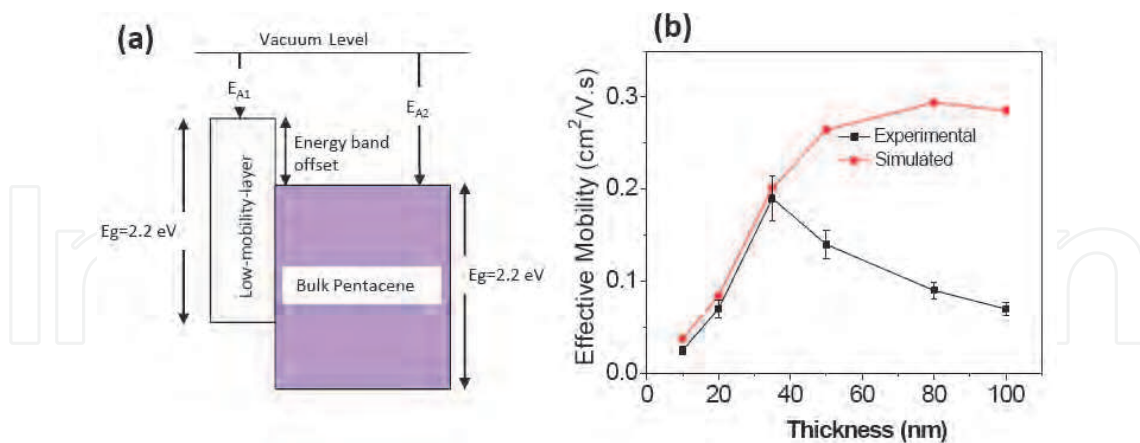 (a)
Vacuum Level
E_A1
E_A2
Energy band
offset
Low-mobility-layer
Eg=2.2 eV
Bulk Pentacene
Eg=2.2 eV
(b)
Effective Mobility (cm²/V.s)
0.3
0.2
0.1
0.0
Experimental
Simulated
0 20 40 60 80 100
Thickness (nm)